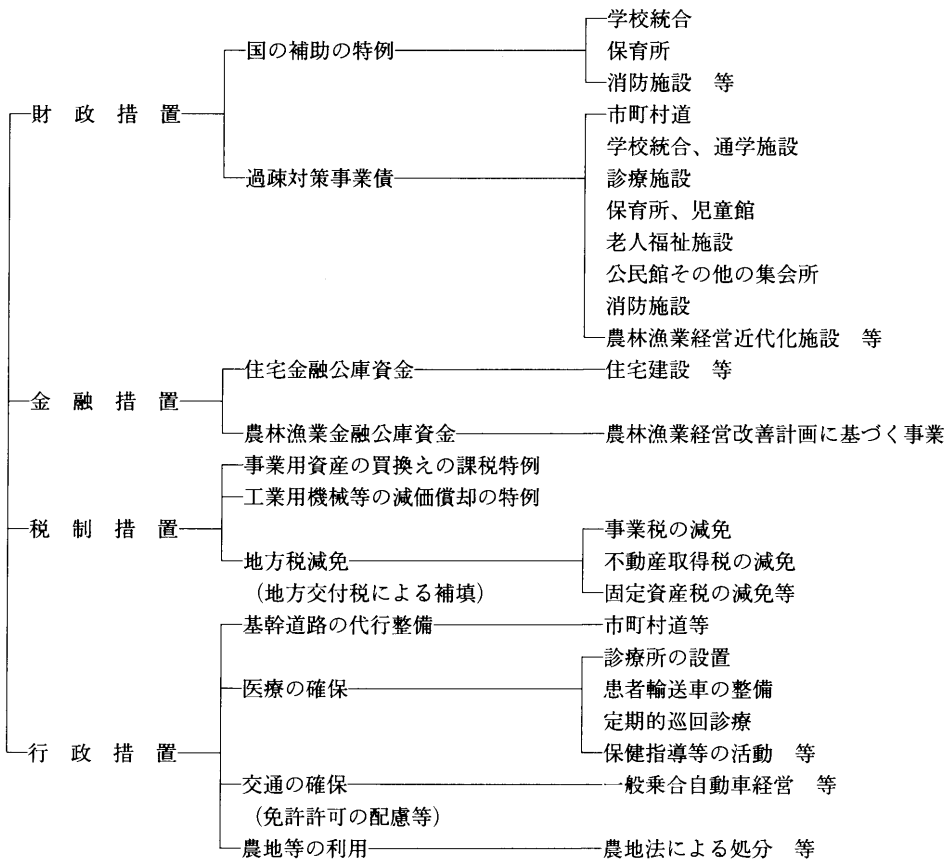 財政措置
国の補助の特例
学校統合
保育所
消防施設 等
過疎対策事業債
市町村道
学校統合、通学施設
診療施設
保育所、児童館
老人福祉施設
公民館その他の集会所
消防施設
農林漁業経営近代化施設 等
金融措置
住宅金融公庫資金
住宅建設 等
農林漁業金融公庫資金
農林漁業経営改善計画に基づく事業
税制措置
事業用資産の買換えの課税特例
工業用機械等の減価償却の特例
地方税減免
(地方交付税による補填)
事業税の減免
不動産取得税の減免
固定資産税の減免等
行政措置
基幹道路の代行整備
市町村道等
医療の確保
診療所の設置
患者輸送車の整備
定期的巡回診療
保健指導等の活動 等
交通の確保
(免許許可の配慮等)
一般乗合自動車経営 等
農地等の利用
農地法による処分 等